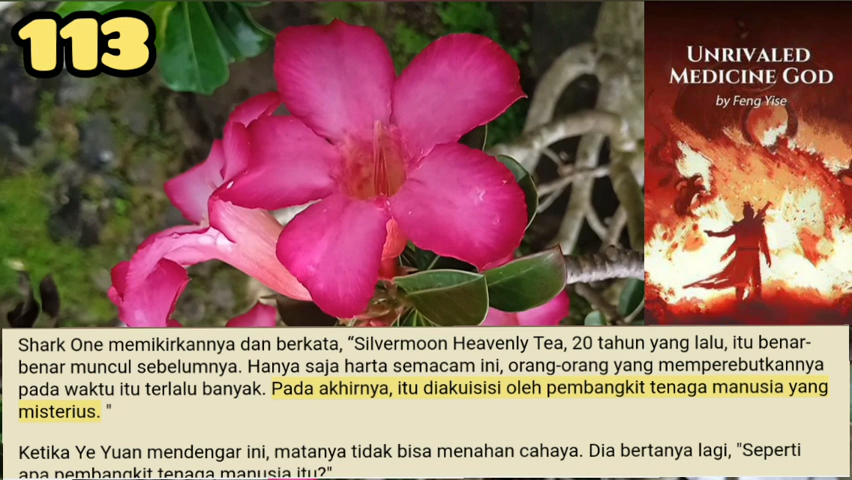 113
UNRIVALED
MEDICINE GOD
by Feng Yise
Shark One memikirkannya dan berkata, “Silvermoon Heavenly Tea, 20 tahun yang lalu, itu benar-
benar muncul sebelumnya. Hanya saja harta semacam ini, orang-orang yang memperebutkannya
pada waktu itu terlalu banyak. Pada akhirnya, itu diakuisisi oleh pembangkit tenaga manusia yang
misterius. "
Ketika Ye Yuan mendengar ini, matanya tidak bisa menahan cahaya. Dia bertanya lagi, "Seperti
apa pembangkit tenaga manusia itu?"